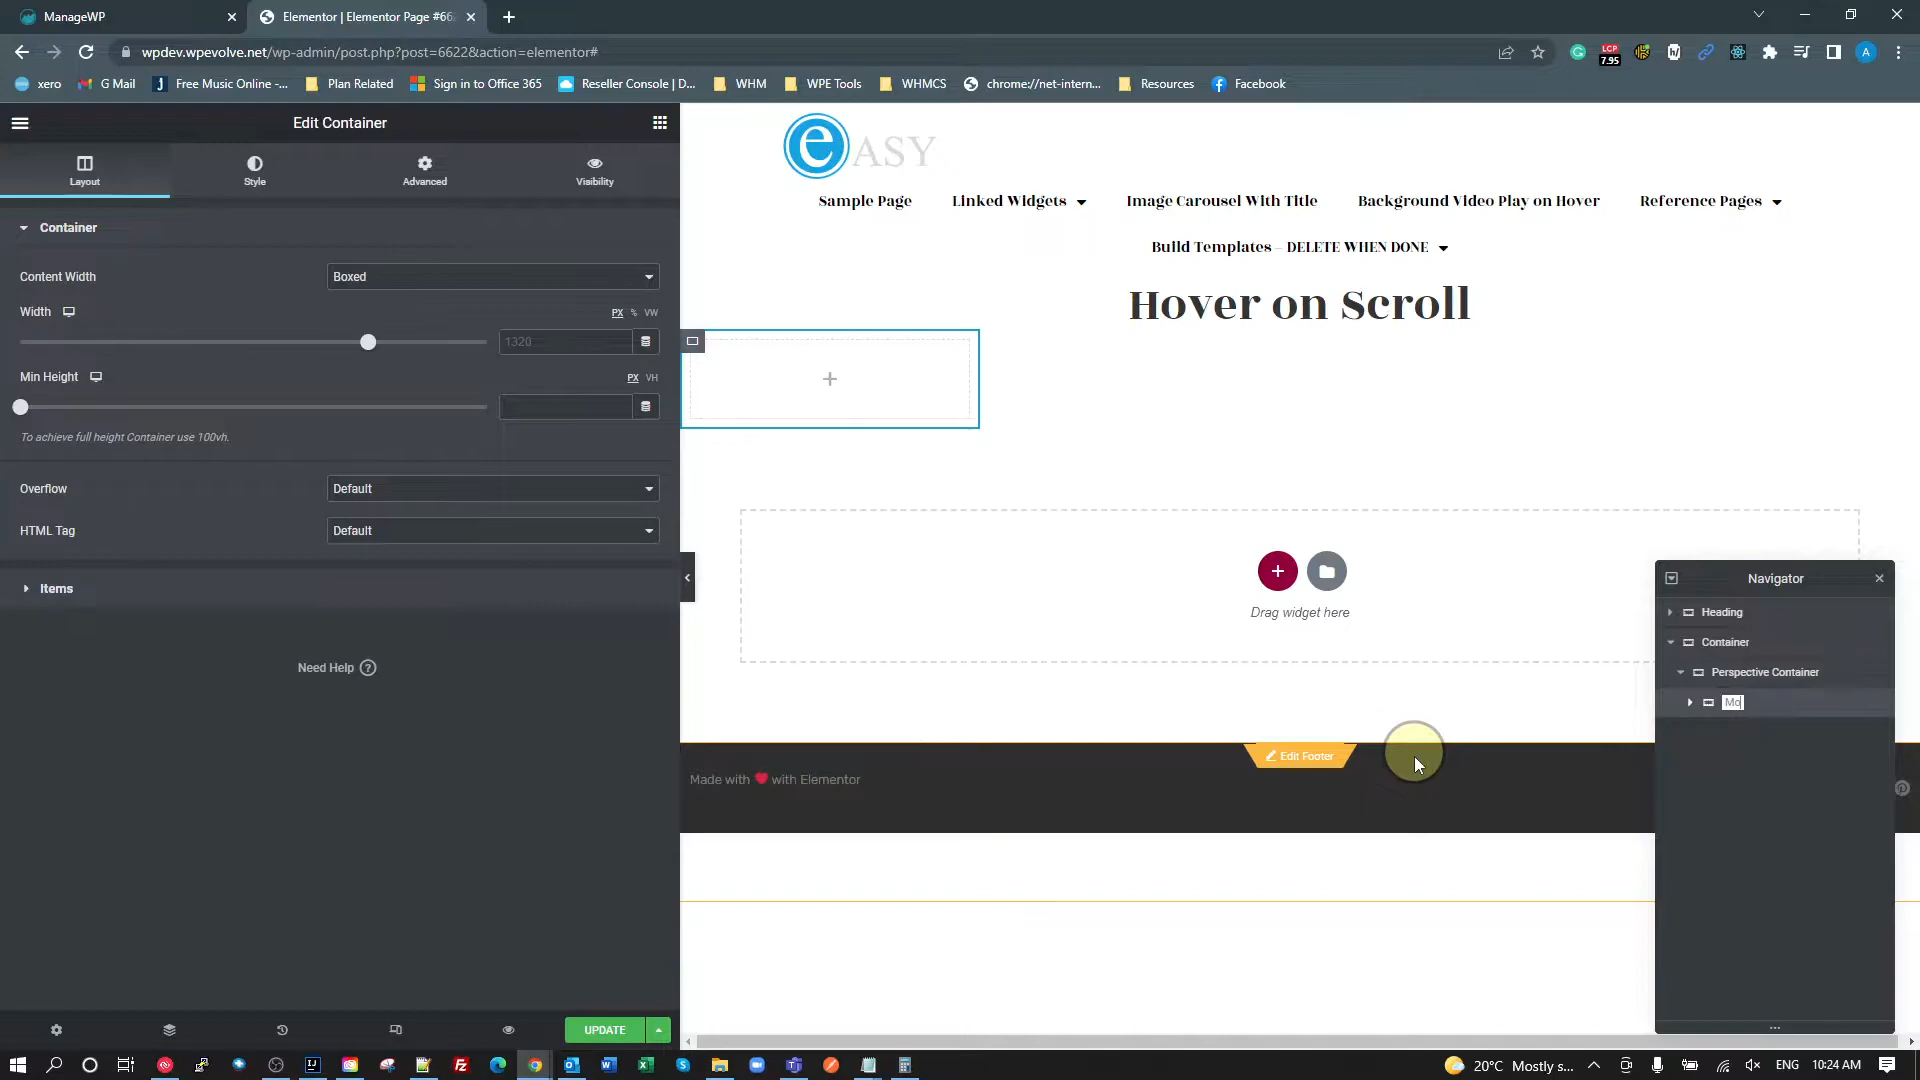 ManageWP
Elementor | Elementor Page #662
wpdev.wpevolve.net/wp-admin/post.php?post=6622&action=elementor#
LCP
7.95
A
xero
G Mail
Free Music Online -...
Plan Related
Sign in to Office 365
Reseller Console | D...
WHM
WPE Tools
WHMCS
chrome://net-intern...
Resources
Facebook
Edit Container
Layout
Style
Advanced
Visibility
Container
Content Width
Boxed
Width
PX % VW
1320
Min Height
PX VH
To achieve full height Container use 100vh.
Overflow
Default
HTML Tag
Default
Items
Need Help ?
UPDATE
e ASY
Sample Page
Linked Widgets
Image Carousel With Title
Background Video Play on Hover
Reference Pages
Build Templates – DELETE WHEN DONE
Hover on Scroll
Drag widget here
Edit Footer
Made with ❤ with Elementor
Navigator
Heading
Container
Perspective Container
Mo
20°C Mostly s...
ENG
10:24 AM